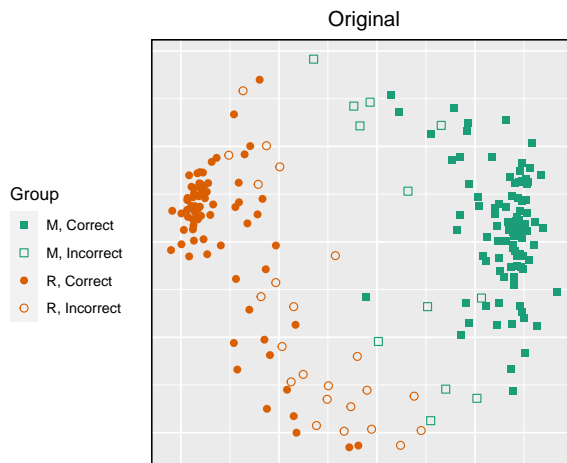 Original
Group
M, Correct
M, Incorrect
R, Correct
R, Incorrect